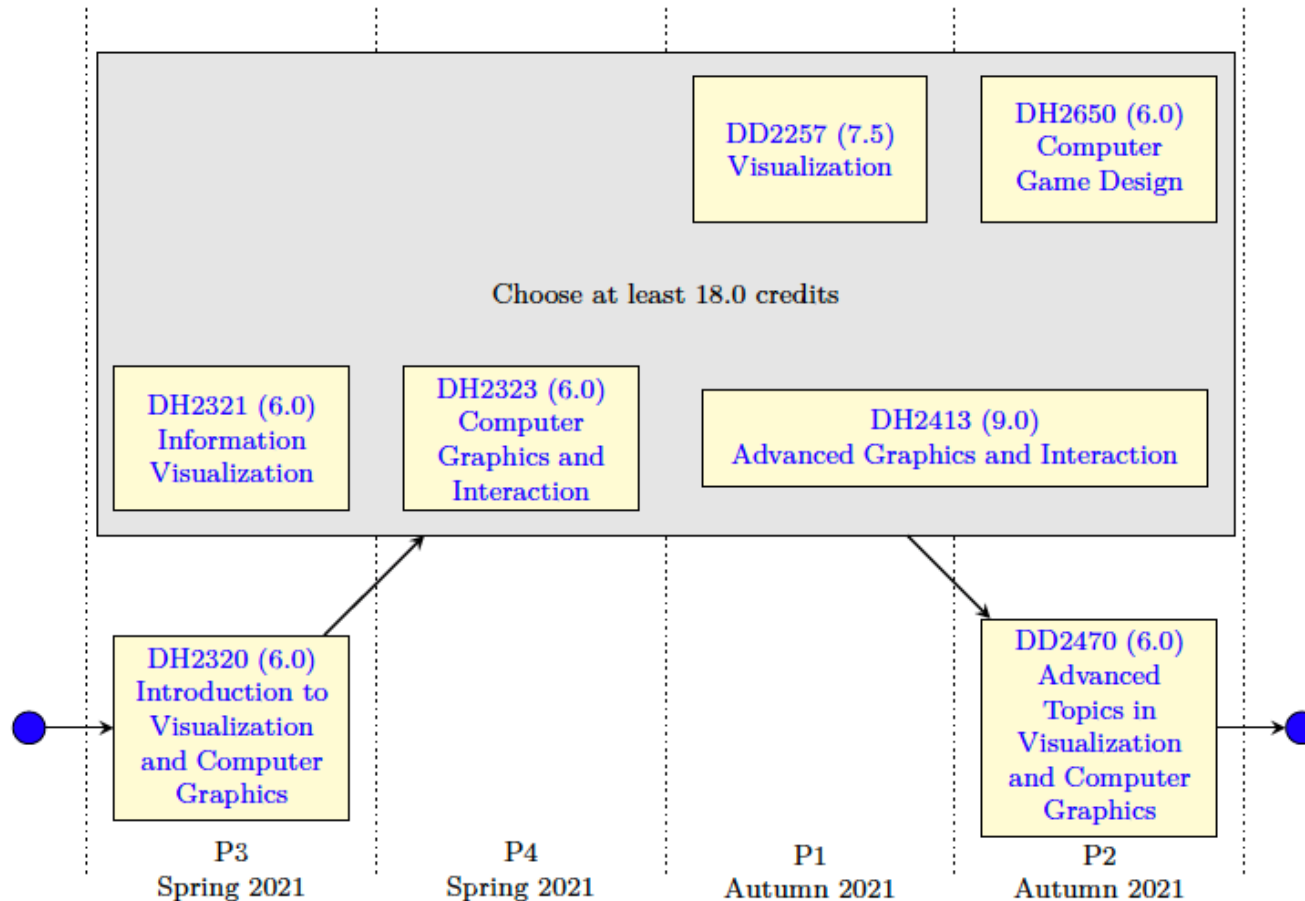 DD2257 (7.5)
Visualization
DH2650 (6.0)
Computer
Game Design
Choose at least 18.0 credits
DH2321 (6.0)
Information
Visualization
DH2323 (6.0)
Computer
Graphics and
Interaction
DH2413 (9.0)
Advanced Graphics and Interaction
DH2320 (6.0)
Introduction to
Visualization
and Computer
Graphics
DD2470 (6.0)
Advanced
Topics in
Visualization
and Computer
Graphics
P3
Spring 2021
P4
Spring 2021
P1
Autumn 2021
P2
Autumn 2021